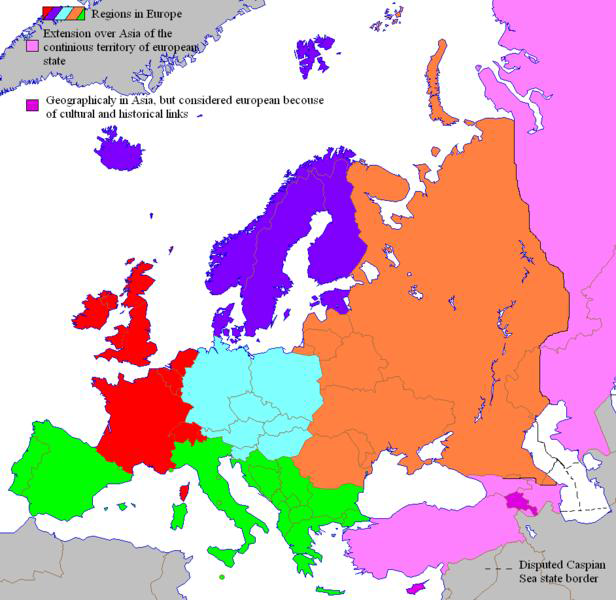 Regions in Europe
Extension over Asia of the
continious territory of european
state
Geographicaly in Asia, but considered european becouse
of cultural and historical links
Disputed Caspian
Sea state border